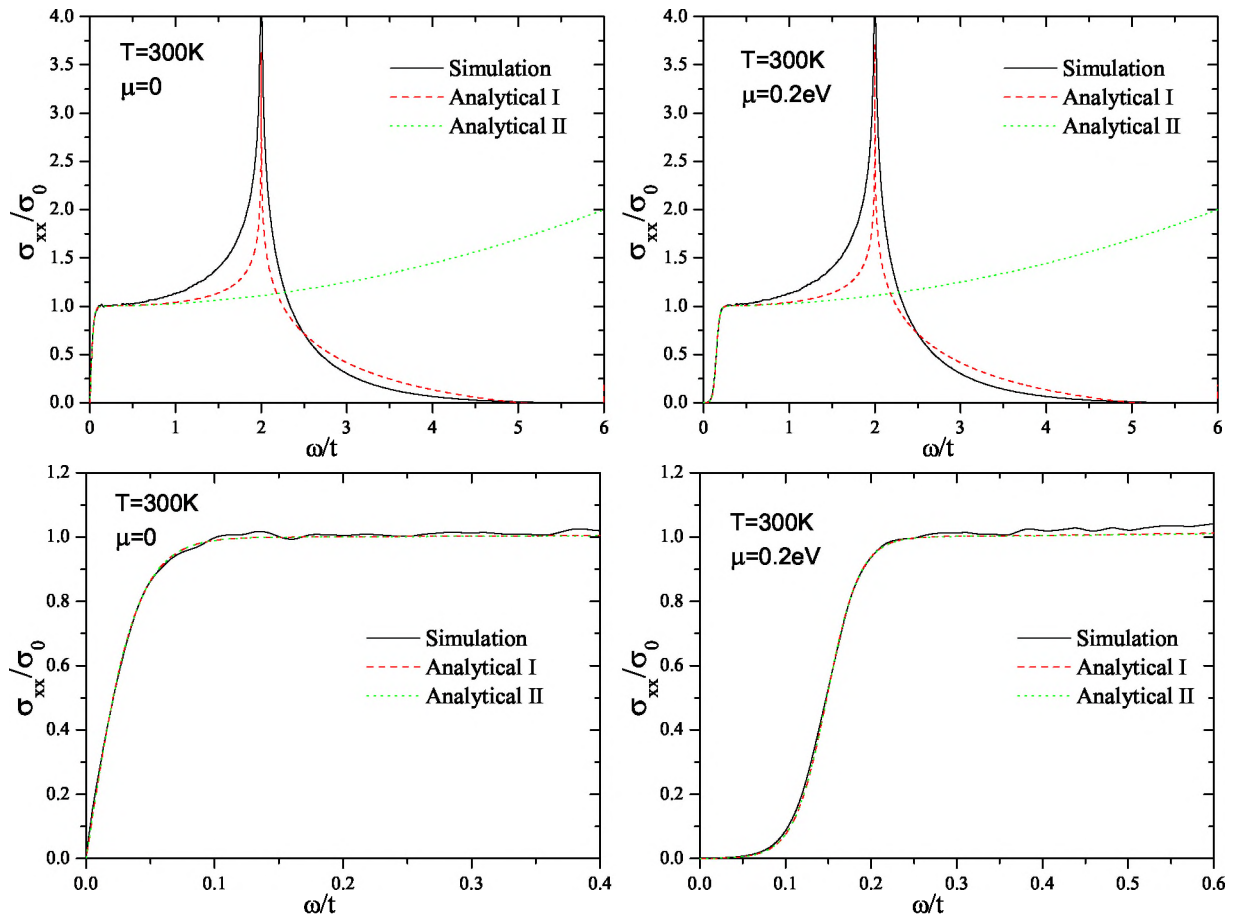 4.0
3.5
3.0
2.5
2.0
1.5
1.0
0.5
0.0
σxx/σ0
T=300K
μ=0
Simulation
Analytical I
Analytical II
0 1 2 3 4 5 6
ω/t
4.0
3.5
3.0
2.5
2.0
1.5
1.0
0.5
0.0
σxx/σ0
T=300K
μ=0.2eV
Simulation
Analytical I
Analytical II
0 1 2 3 4 5 6
ω/t
1.2
1.0
0.8
0.6
0.4
0.2
0.0
σxx/σ0
T=300K
μ=0
Simulation
Analytical I
Analytical II
0.0 0.1 0.2 0.3 0.4
ω/t
1.2
1.0
0.8
0.6
0.4
0.2
0.0
σxx/σ0
T=300K
μ=0.2eV
Simulation
Analytical I
Analytical II
0.0 0.1 0.2 0.3 0.4 0.5 0.6
ω/t